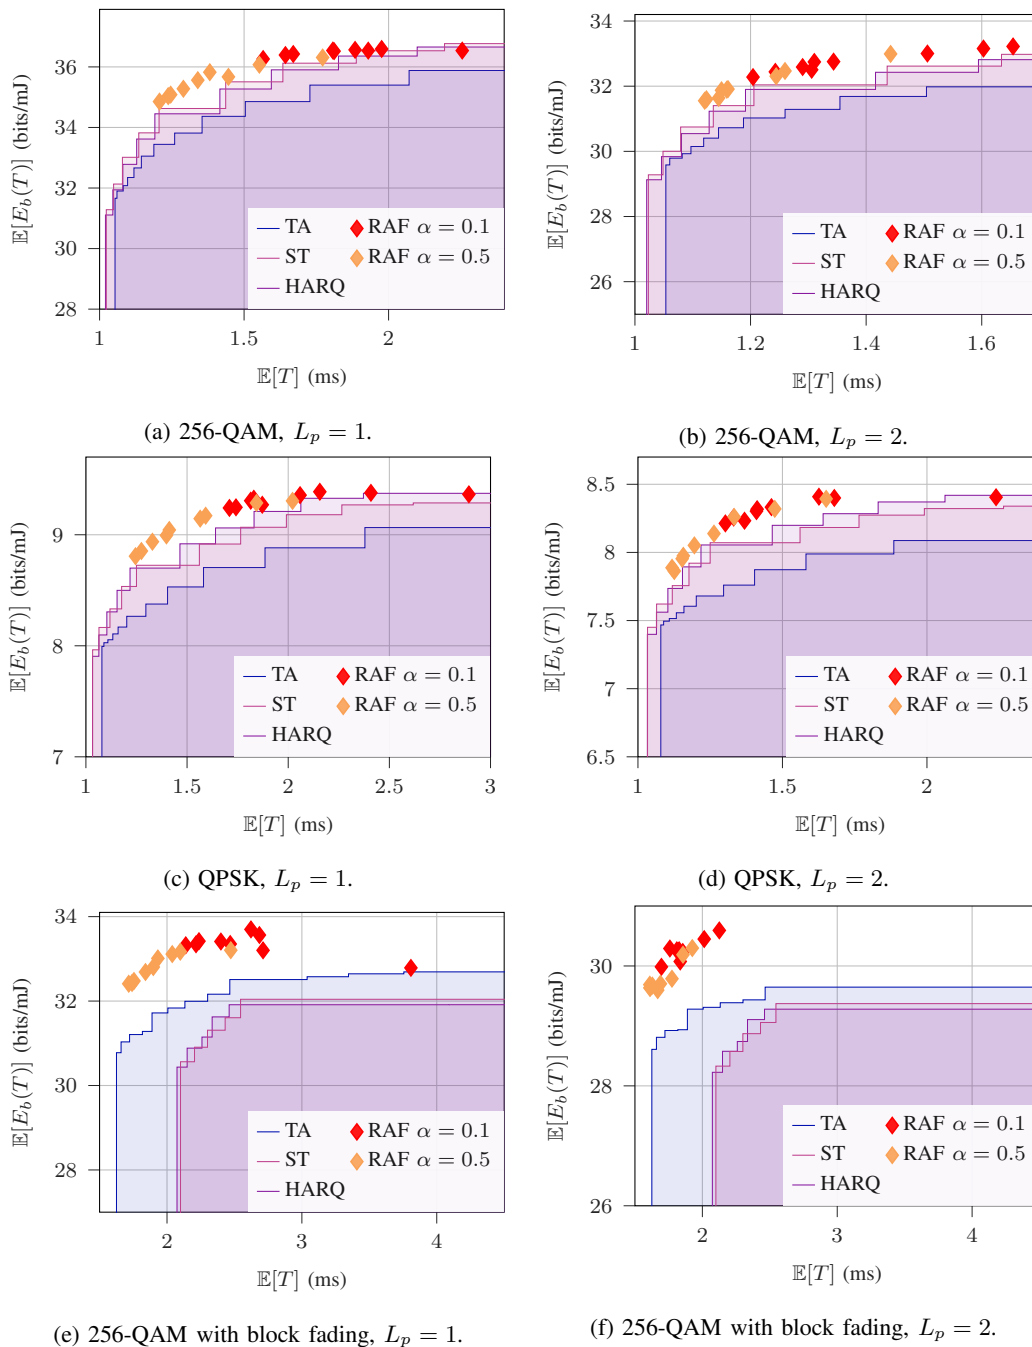 36
34
32
30
28
1
1.5
2
𝔼[E_b(T)] (bits/mJ)
𝔼[T] (ms)
TA
ST
HARQ
RAF α = 0.1
RAF α = 0.5
(a) 256-QAM, L_p = 1.
34
32
30
28
26
1
1.2
1.4
1.6
𝔼[E_b(T)] (bits/mJ)
𝔼[T] (ms)
TA
ST
HARQ
RAF α = 0.1
RAF α = 0.5
(b) 256-QAM, L_p = 2.
9
8
7
1
1.5
2
2.5
3
𝔼[E_b(T)] (bits/mJ)
𝔼[T] (ms)
TA
ST
HARQ
RAF α = 0.1
RAF α = 0.5
(c) QPSK, L_p = 1.
8.5
8
7.5
7
6.5
1
1.5
2
𝔼[E_b(T)] (bits/mJ)
𝔼[T] (ms)
TA
ST
HARQ
RAF α = 0.1
RAF α = 0.5
(d) QPSK, L_p = 2.
34
32
30
28
2
3
4
𝔼[E_b(T)] (bits/mJ)
𝔼[T] (ms)
TA
ST
HARQ
RAF α = 0.1
RAF α = 0.5
(e) 256-QAM with block fading, L_p = 1.
30
28
26
2
3
4
𝔼[E_b(T)] (bits/mJ)
𝔼[T] (ms)
TA
ST
HARQ
RAF α = 0.1
RAF α = 0.5
(f) 256-QAM with block fading, L_p = 2.